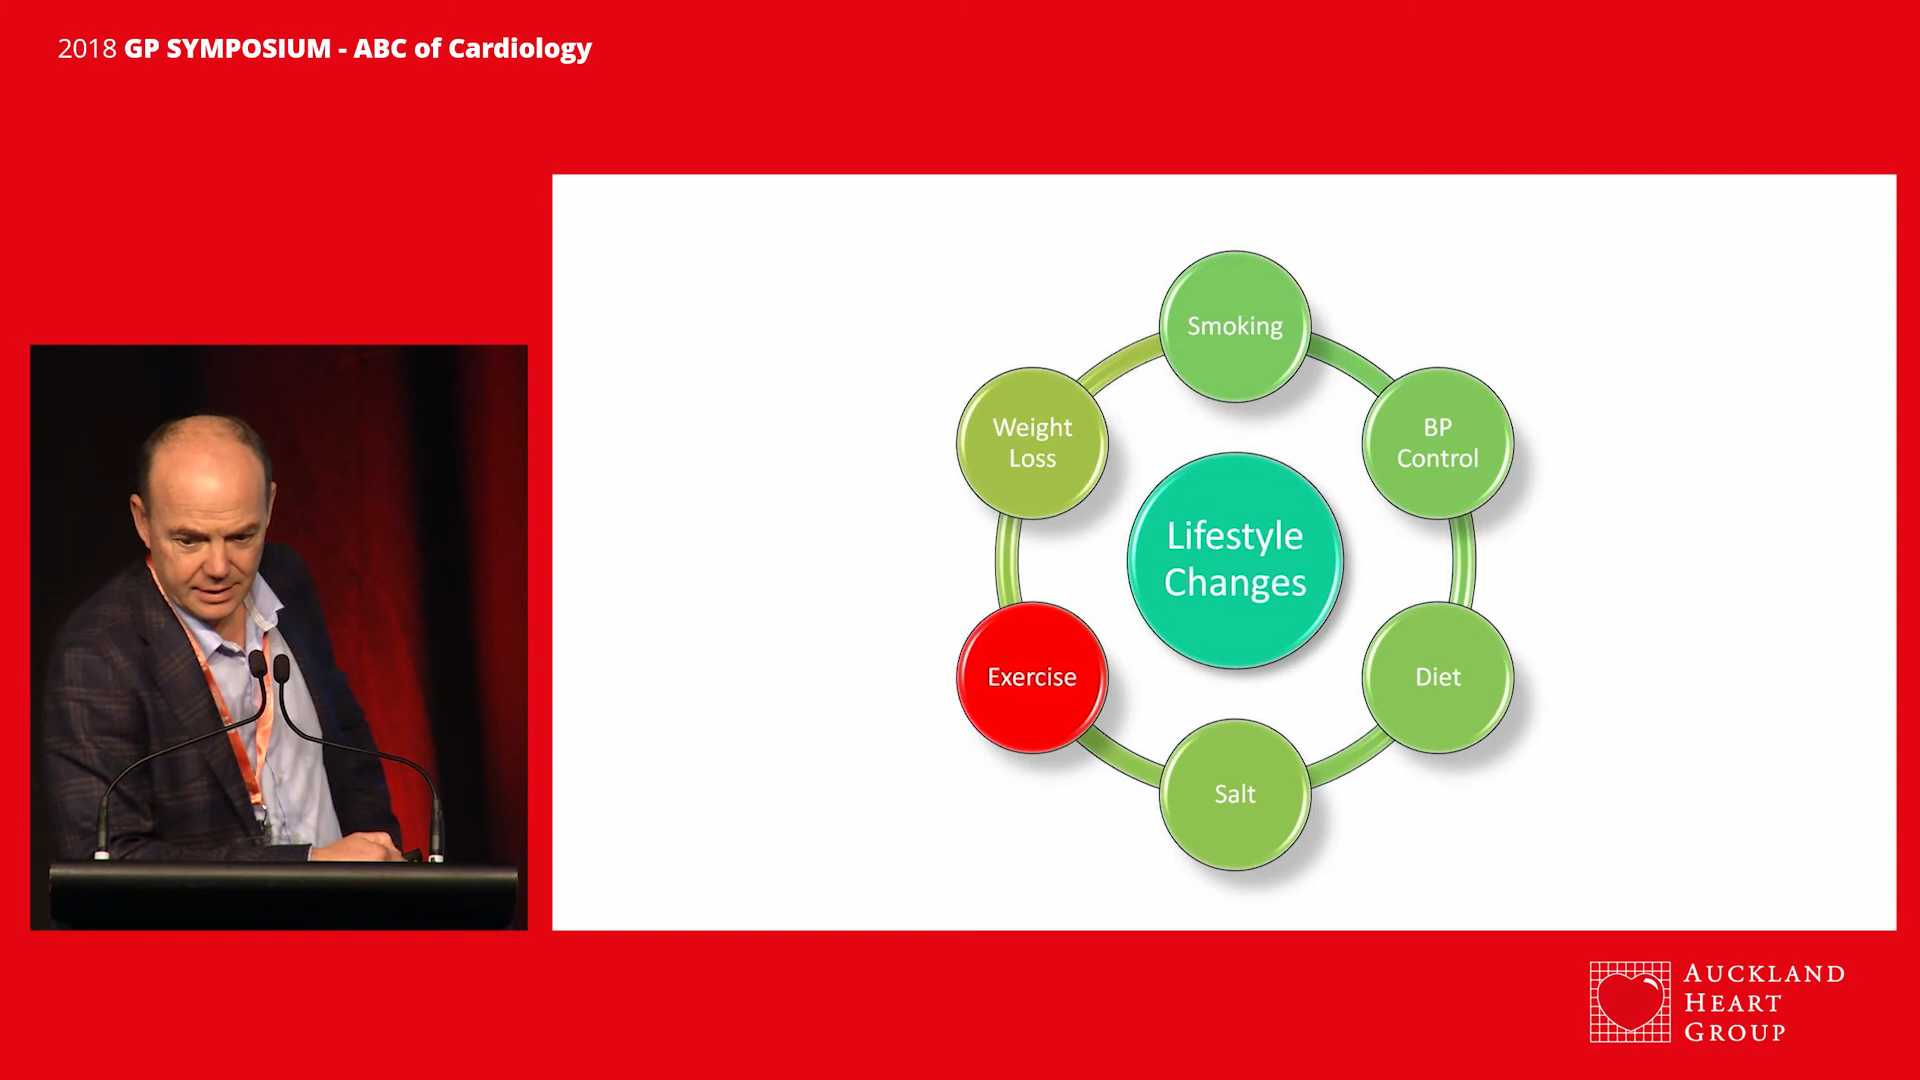 2018 GP SYMPOSIUM - ABC of Cardiology
Smoking
BP
Control
Diet
Salt
Exercise
Weight
Loss
Lifestyle
Changes
AUCKLAND
HEART
GROUP